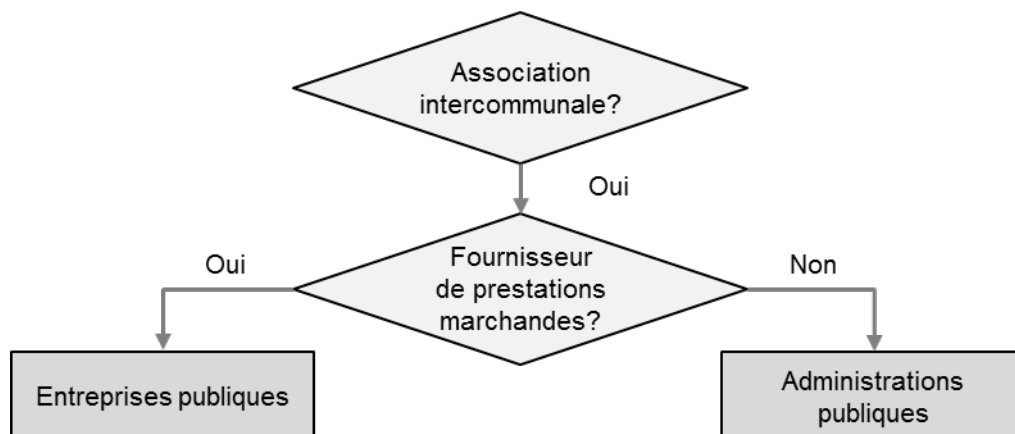 Association
intercommunale?
Oui
Fournisseur
de prestations
marchandes?
Oui
Non
Entreprises publiques
Administrations
publiques